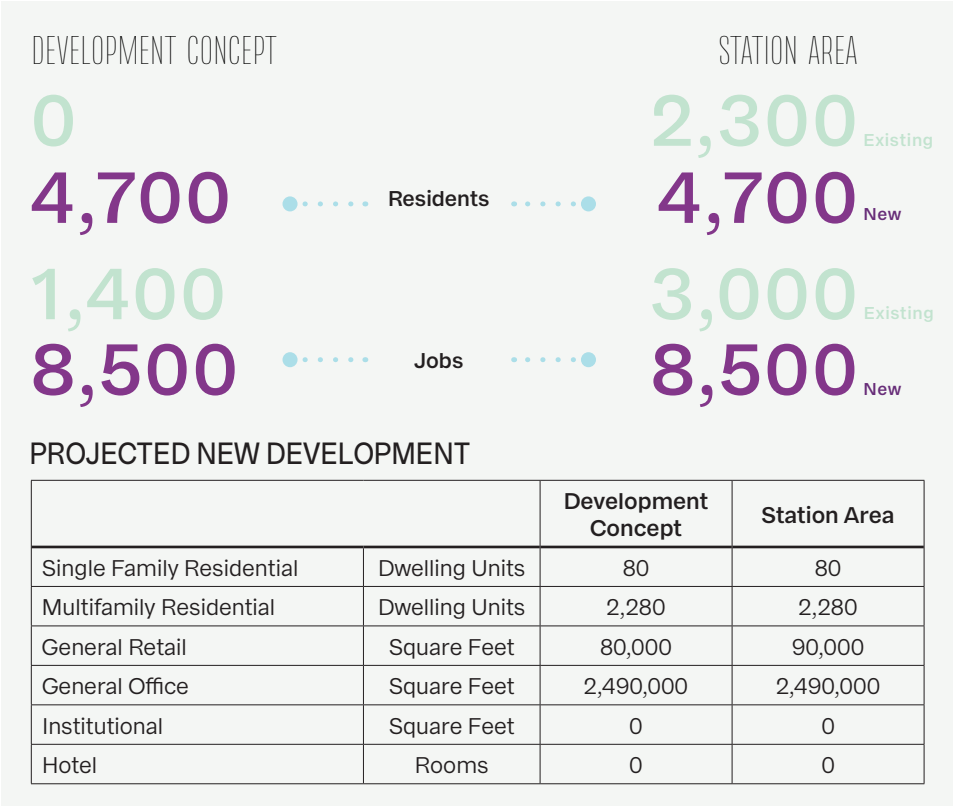 DEVELOPMENT CONCEPT STATION AREA
0 2,300 Existing
4,700 Residents 4,700 New
1,400 3,000 Existing
8,500 Jobs 8,500 New
PROJECTED NEW DEVELOPMENT
Development Concept Station Area
Single Family Residential Dwelling Units 80 80
Multifamily Residential Dwelling Units 2,280 2,280
General Retail Square Feet 80,000 90,000
General Office Square Feet 2,490,000 2,490,000
Institutional Square Feet 0 0
Hotel Rooms 0 0